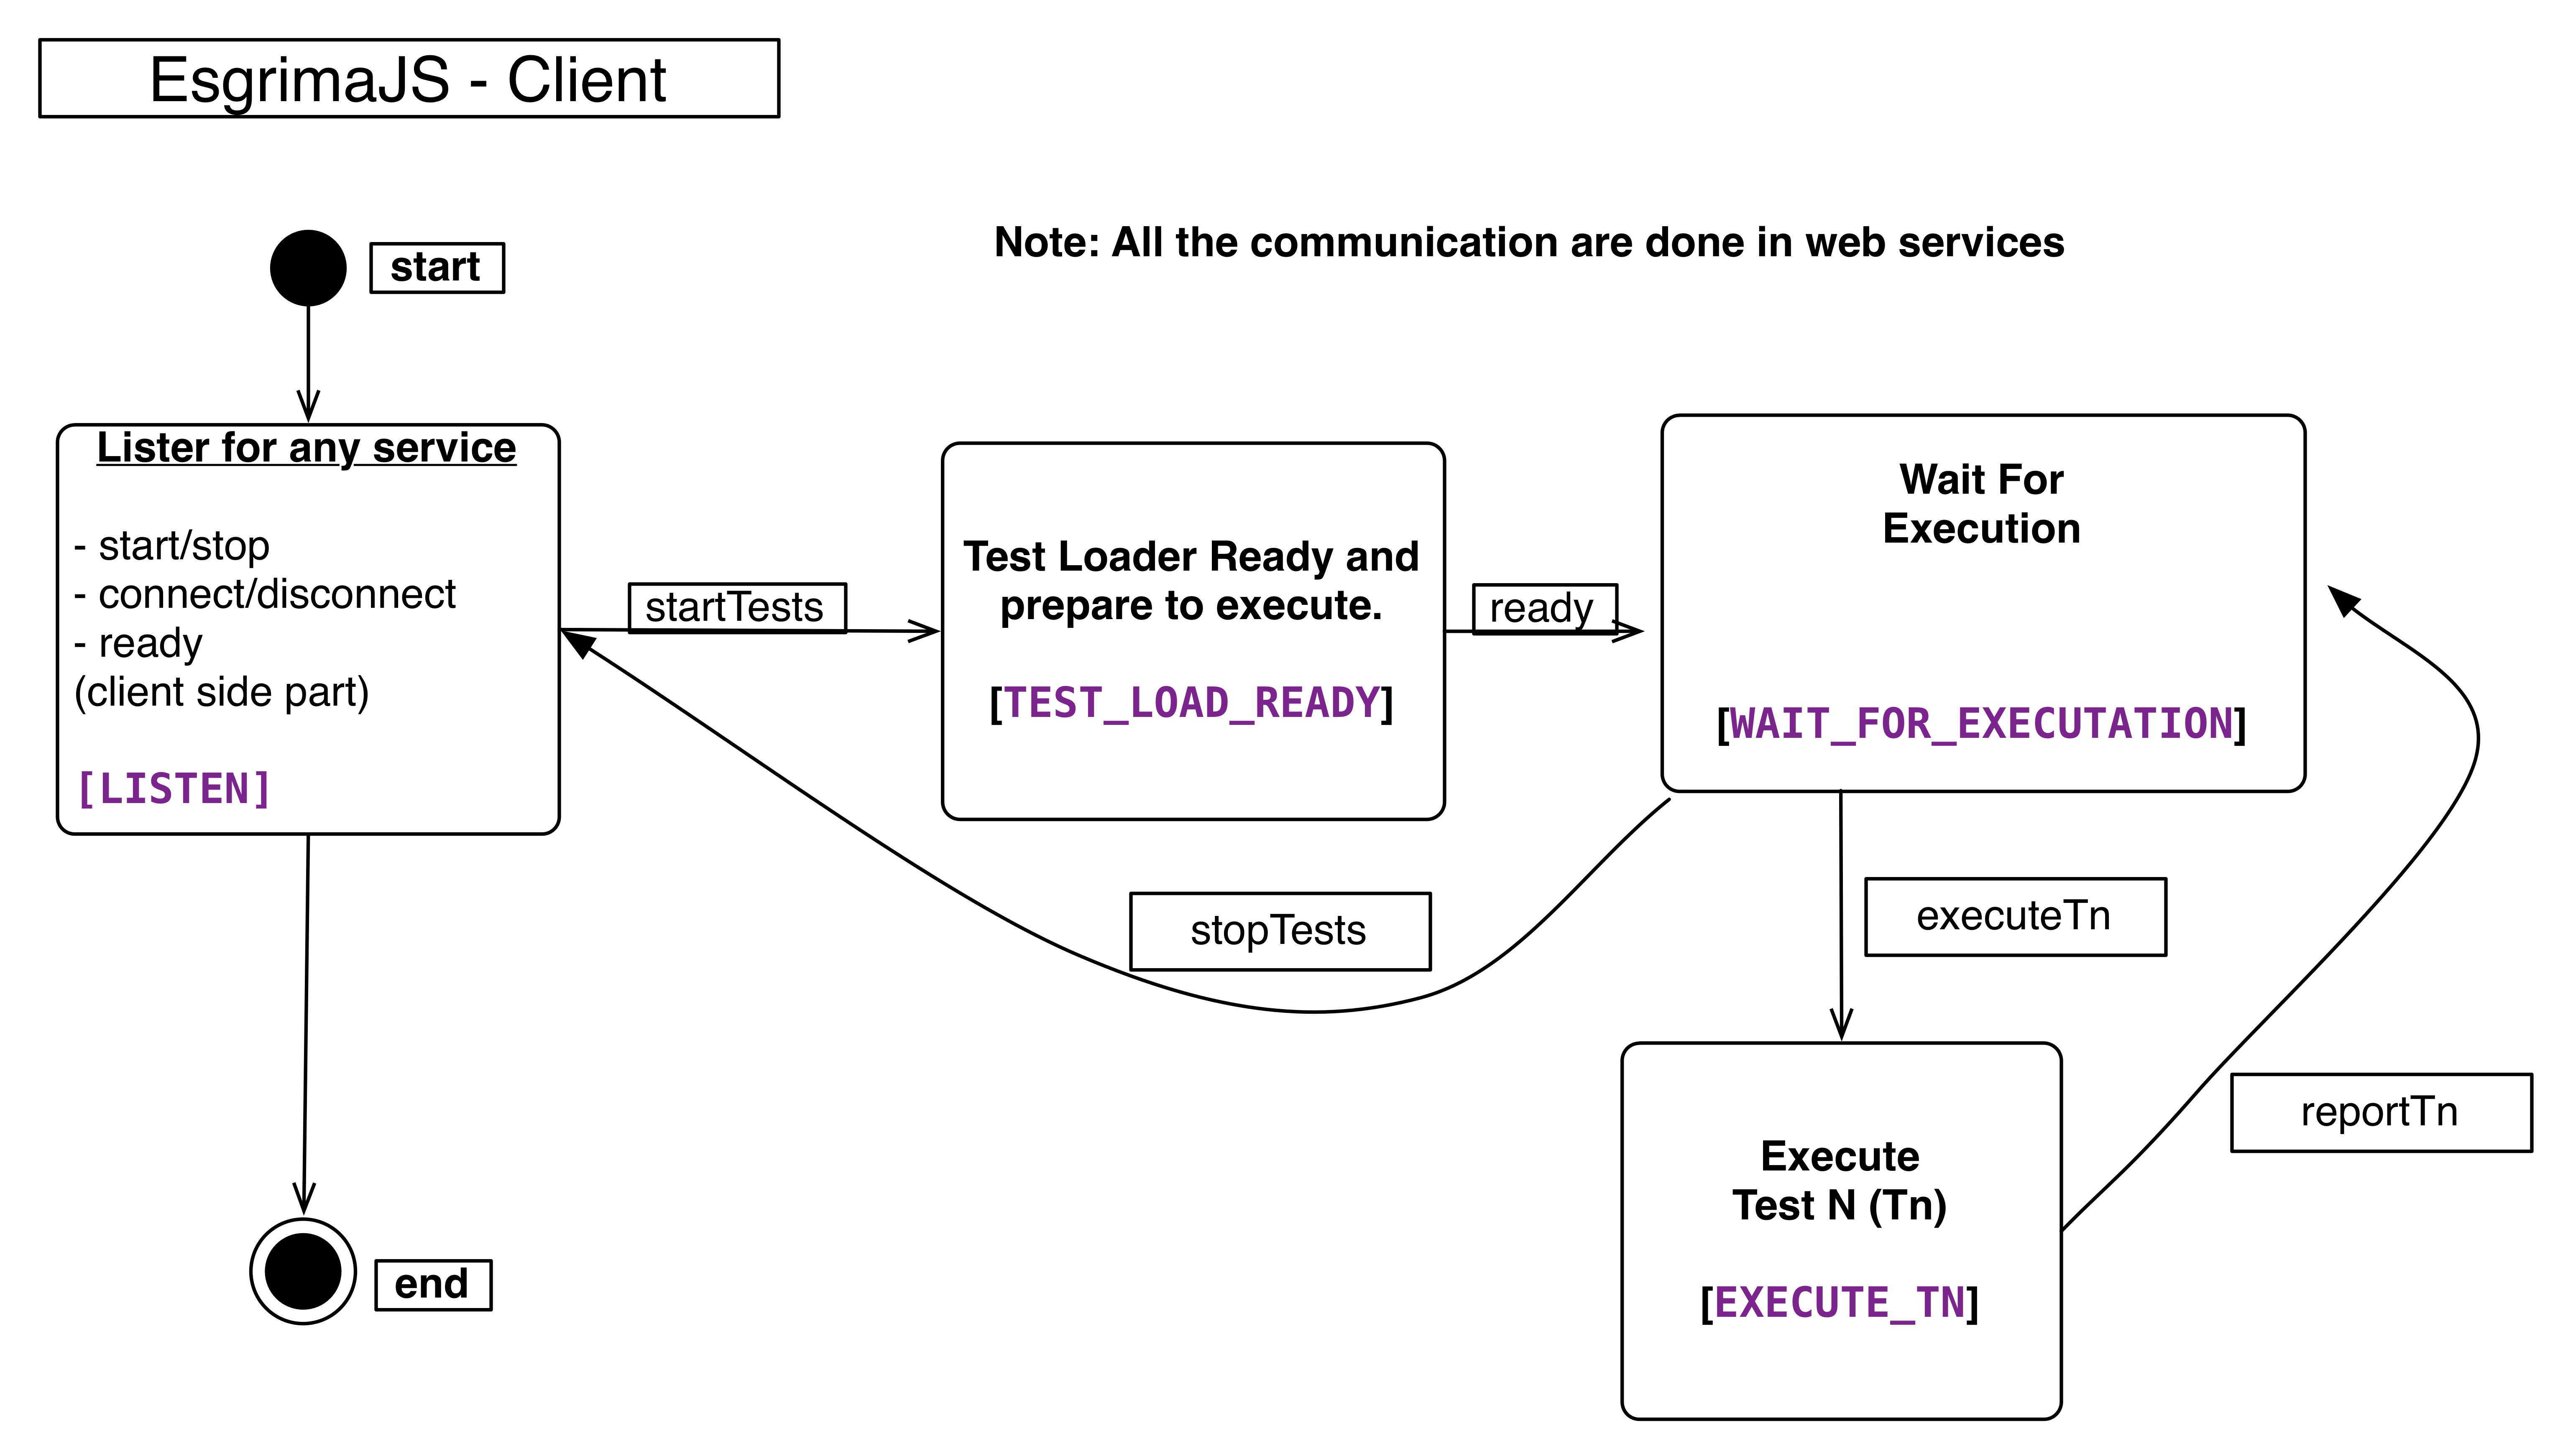 EsgrimaJS - Client
Note: All the communication are done in web services
start
Lister for any service
- start/stop
- connect/disconnect
- ready
(client side part)
[LISTEN]
startTests
Test Loader Ready and
prepare to execute.
[TEST_LOAD_READY]
ready
Wait For
Execution
[WAIT_FOR_EXECUTATION]
stopTests
executeTn
reportTn
Execute
Test N (Tn)
[EXECUTE_TN]
end